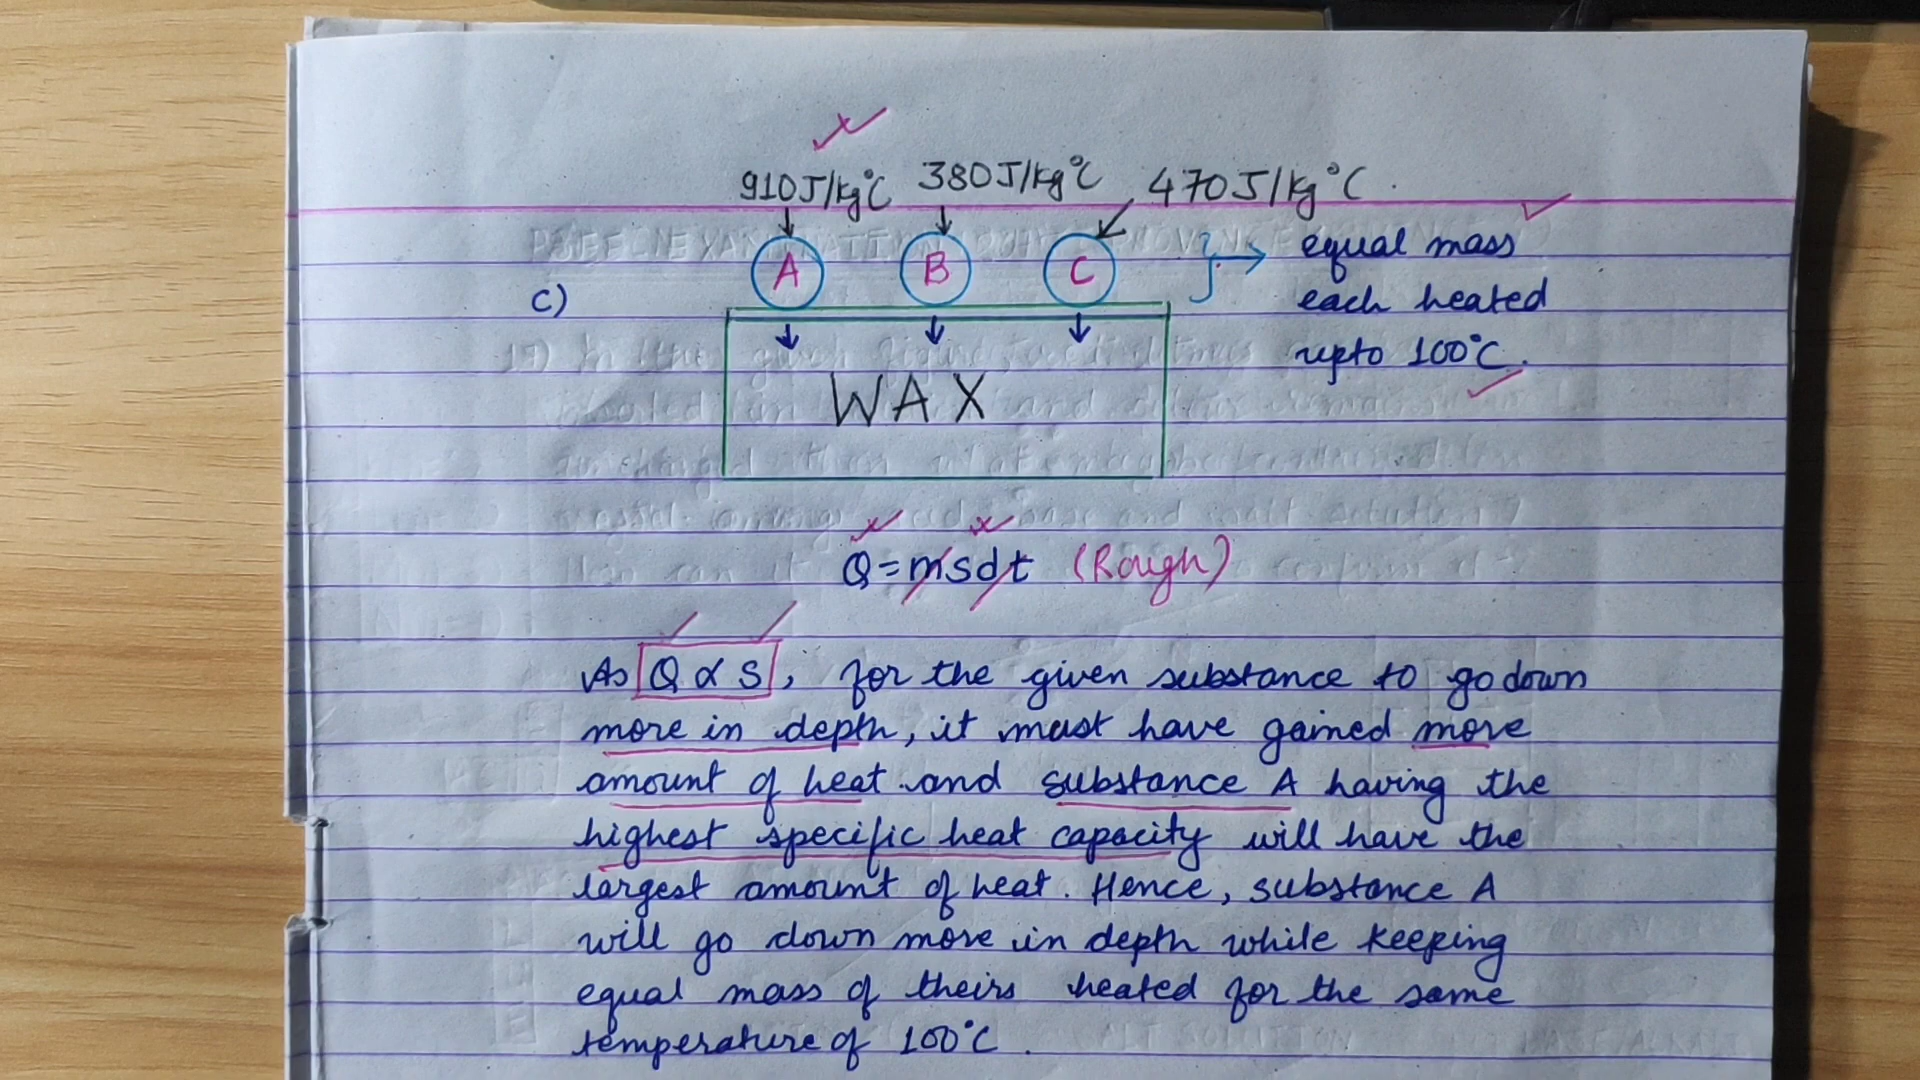 910J/kg°C 380J/kg°C 470J/kg°C.
A B C
equal mass
c)
each heated
upto 100°C.
WAX
Q=msdt (Rough)
As Q α S, for the given substance to go down
more in depth, it must have gained more
amount of heat and substance A having the
highest specific heat capacity will have the
largest amount of heat. Hence, substance A
will go down more in depth while keeping
equal mass of theirs heated for the same
temperature of 100°C.